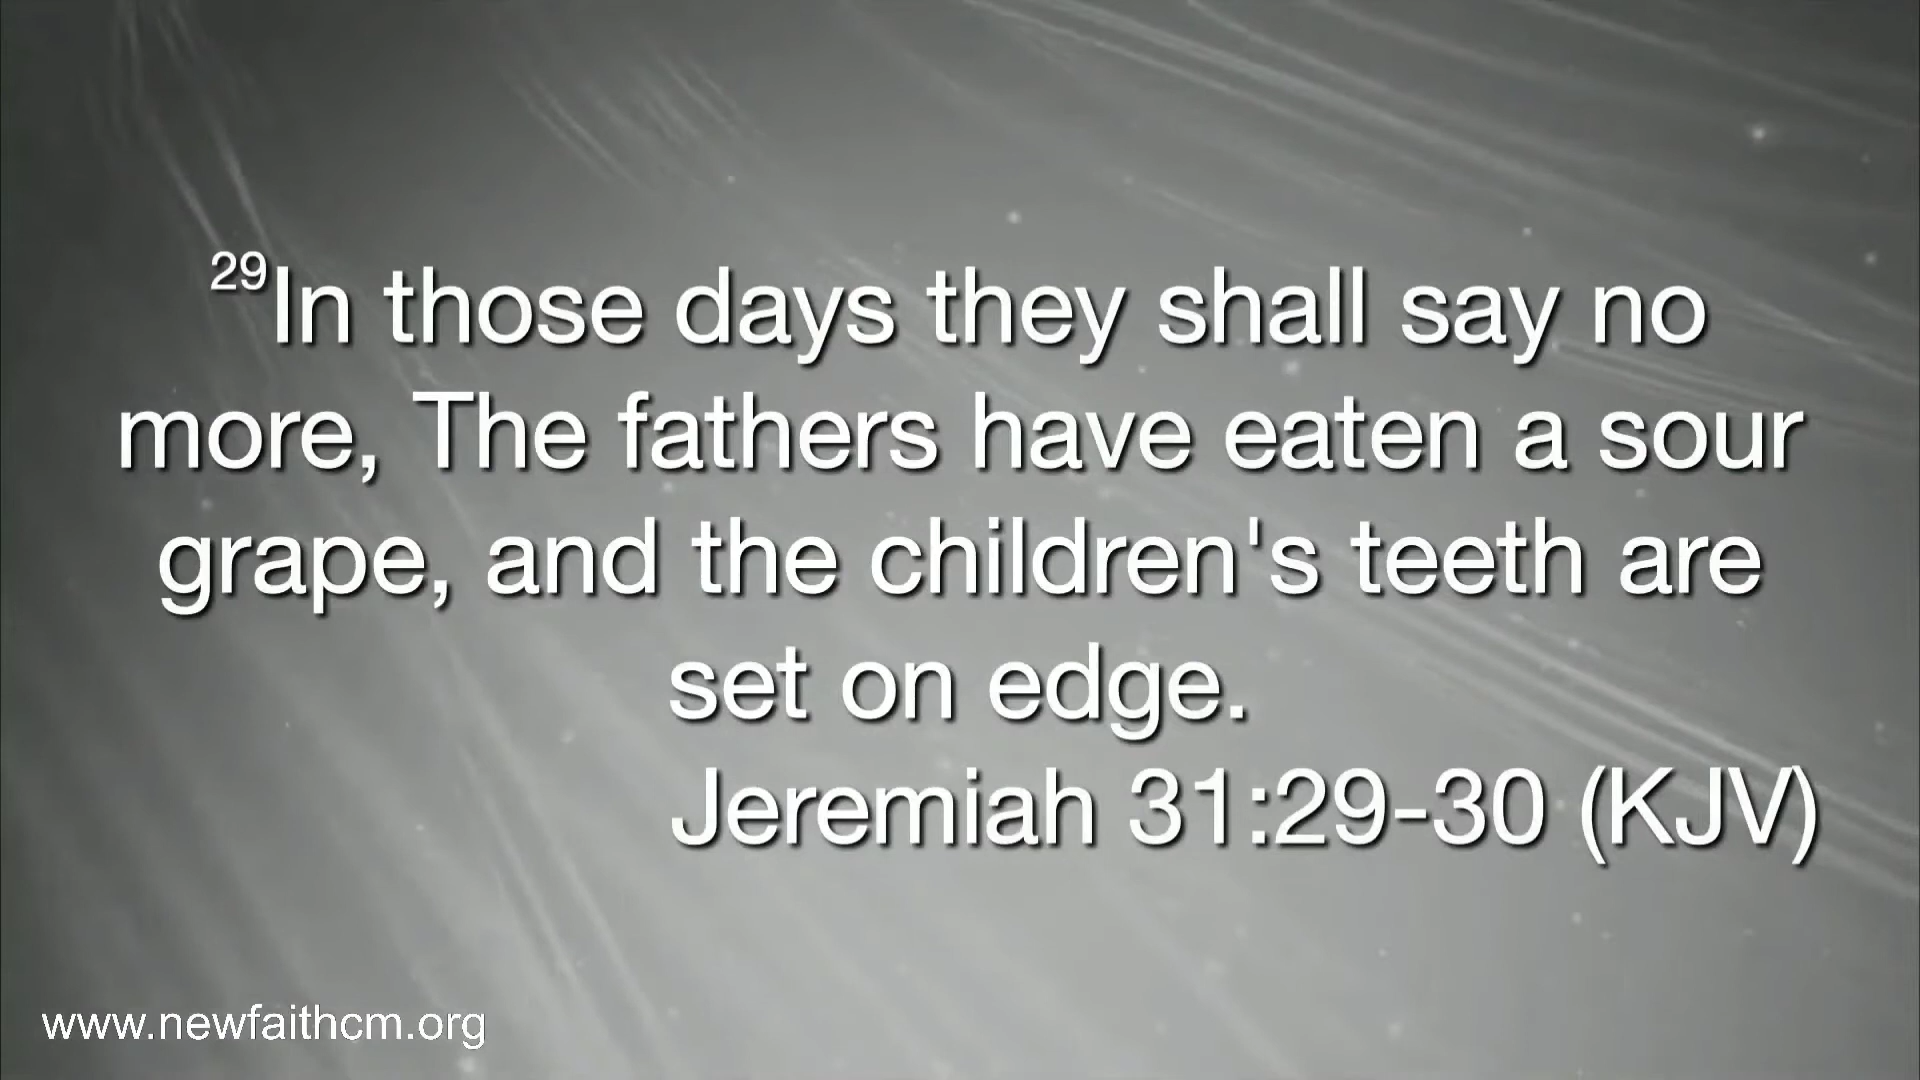 29In those days they shall say no
more, The fathers have eaten a sour
grape, and the children's teeth are
set on edge.
Jeremiah 31:29-30 (KJV)
www.newfaithcm.org